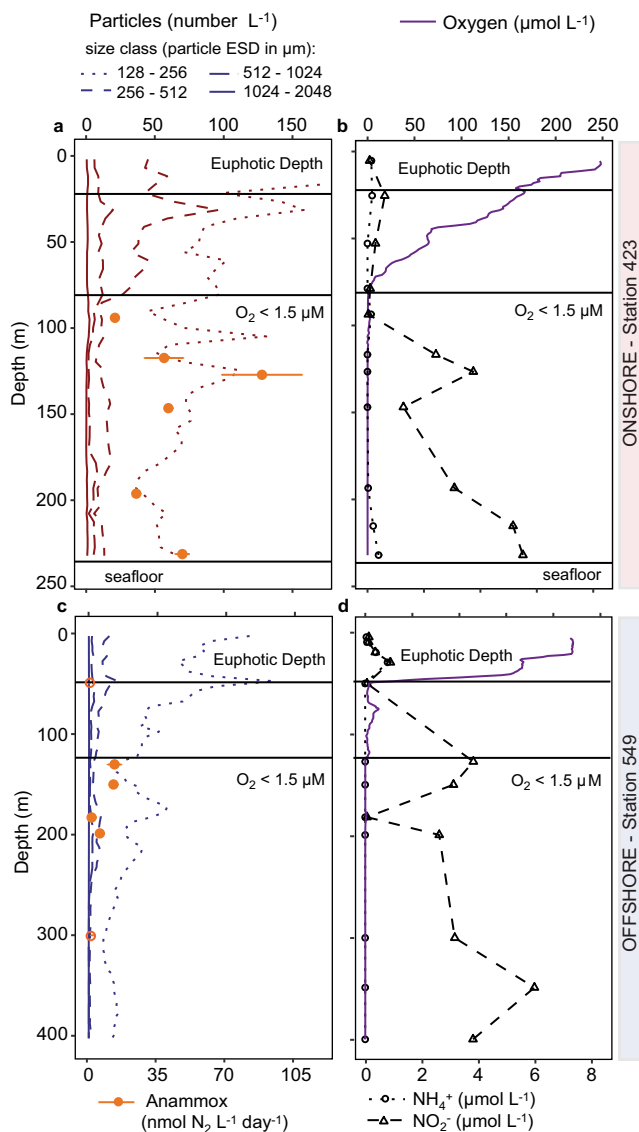 Particles (number L⁻¹)
Oxygen (µmol L⁻¹)
size class (particle ESD in µm):
128 - 256
512 - 1024
256 - 512
1024 - 2048
a
b
0 50 100 150
0 50 100 150 200 250
0
50
100
150
200
250
Depth (m)
Euphotic Depth
Euphotic Depth
O₂ < 1.5 µM
O₂ < 1.5 µM
seafloor
seafloor
ONSHORE - Station 423
c
d
0
100
200
300
400
Depth (m)
Euphotic Depth
Euphotic Depth
O₂ < 1.5 µM
O₂ < 1.5 µM
OFFSHORE - Station 549
0 35 70 105
0 2 4 6 8
Anammox
(nmol N₂ L⁻¹ day⁻¹)
NH₄⁺ (µmol L⁻¹)
NO₂⁻ (µmol L⁻¹)